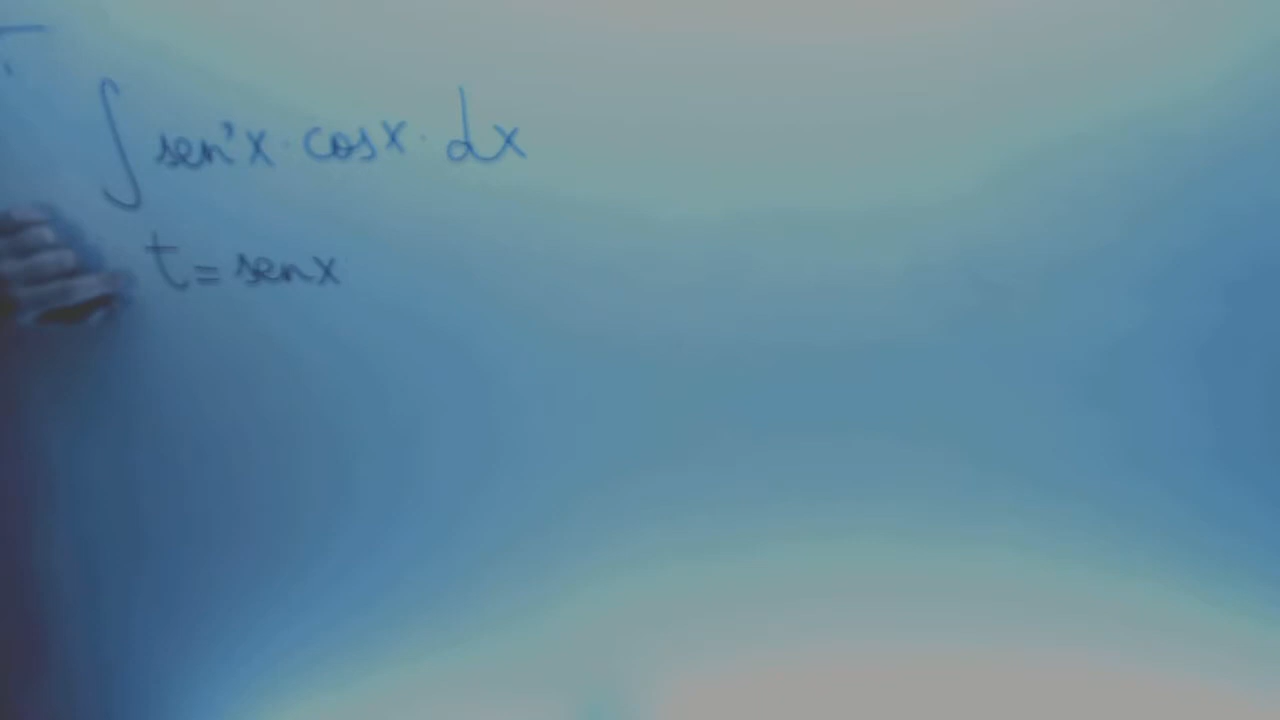 ∫ sen²x · cos x · dx
t = sen x